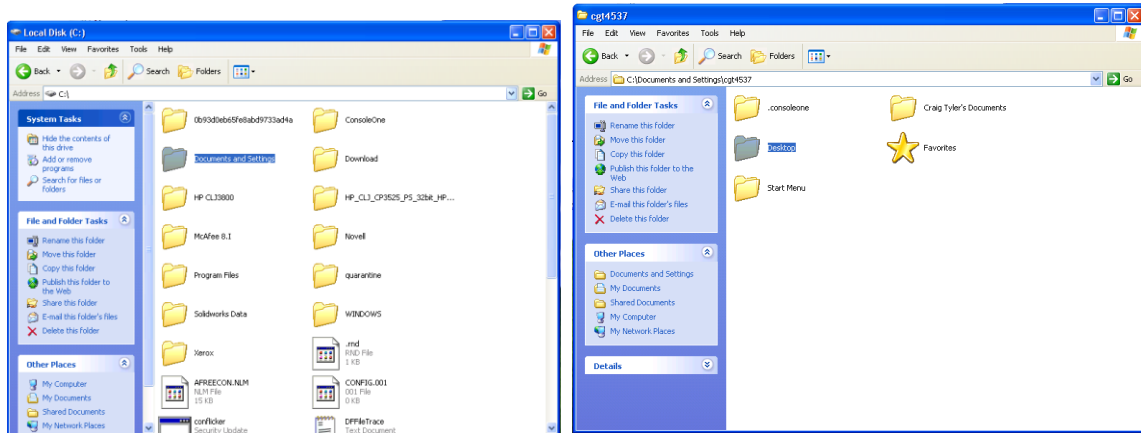 Local Disk (C:)
File Edit View Favorites Tools Help
Back Search Folders
Address C:\ Go
System Tasks
Hide the contents of
this drive
Add or remove
programs
Search for files or
folders
File and Folder Tasks
Rename this folder
Move this folder
Copy this folder
Publish this folder to
the Web
Share this folder
E-mail this folder's files
Delete this folder
Other Places
My Computer
My Documents
Shared Documents
My Network Places
0b93d0eb65fe8abd9733ad4a
ConsoleOne
Documents and Settings
Download
HP CLJ3800
HP_CLJ_CP3525_PS_32bit_HP...
McAfee 8.I
Novell
Program Files
quarantine
Solidworks Data
WINDOWS
Xerox
.rnd
RND File
1 KB
AFREECON.NLM
NLM File
15 KB
CONFIG.001
001 File
0 KB
conflicker
Security Update
DFFileTrace
Text Document
cgt4537
File Edit View Favorites Tools Help
Back Search Folders
Address C:\Documents and Settings\cgt4537 Go
File and Folder Tasks
Rename this folder
Move this folder
Copy this folder
Publish this folder to the
Web
Share this folder
E-mail this folder's files
Delete this folder
Other Places
Documents and Settings
My Documents
Shared Documents
My Computer
My Network Places
Details
.consoleone
Craig Tyler's Documents
Desktop
Favorites
Start Menu